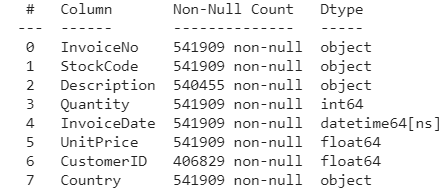 #   Column       Non-Null Count   Dtype
---  ------       --------------   -----
0   InvoiceNo    541909 non-null  object
1   StockCode    541909 non-null  object
2   Description  540455 non-null  object
3   Quantity     541909 non-null  int64
4   InvoiceDate  541909 non-null  datetime64[ns]
5   UnitPrice    541909 non-null  float64
6   CustomerID   406829 non-null  float64
7   Country      541909 non-null  object